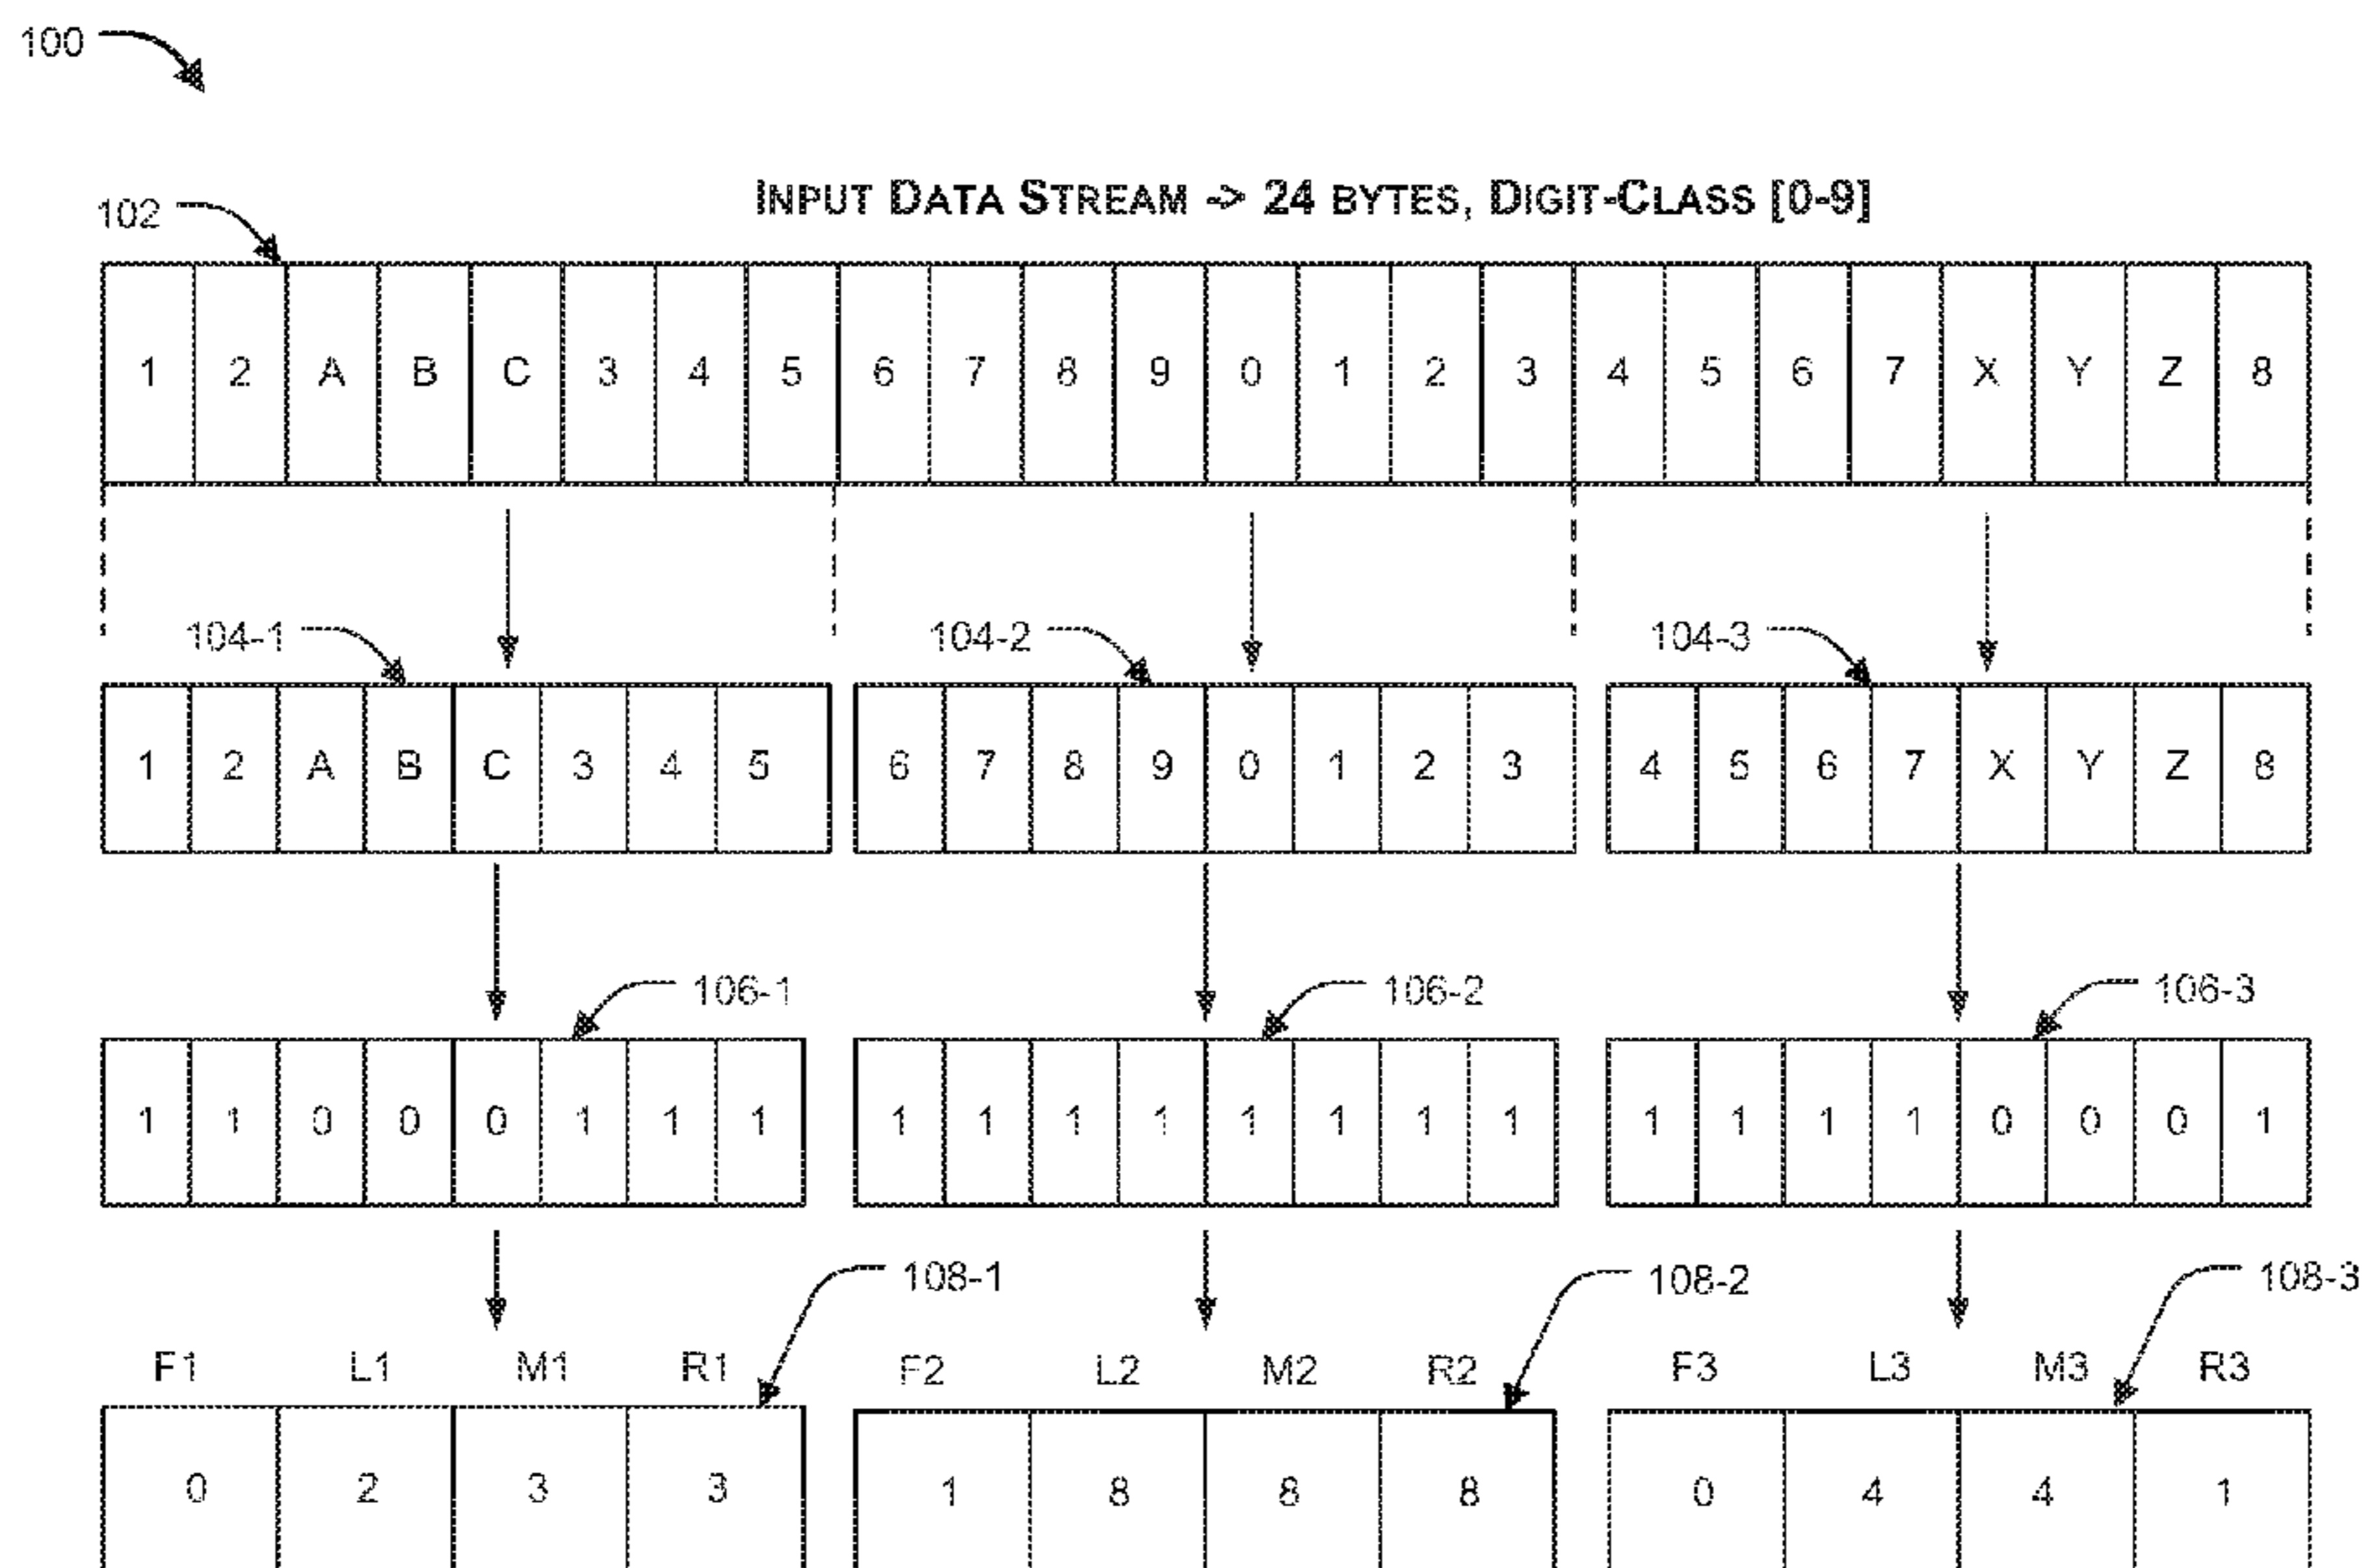 100
INPUT DATA STREAM -> 24 BYTES, DIGIT-CLASS [0-9]
102
1 2 A B C 3 4 5 6 7 8 9 0 1 2 3 4 5 6 7 X Y Z 8
104-1 104-2 104-3
1 2 A B C 3 4 5 6 7 8 9 0 1 2 3 4 5 6 7 X Y Z 8
106-1 106-2 106-3
1 1 0 0 0 1 1 1 1 1 1 1 1 1 1 1 1 1 1 1 0 0 0 1
108-1 108-2 108-3
F1 L1 M1 R1 F2 L2 M2 R2 F3 L3 M3 R3
0 2 3 3 1 8 8 8 0 4 4 1